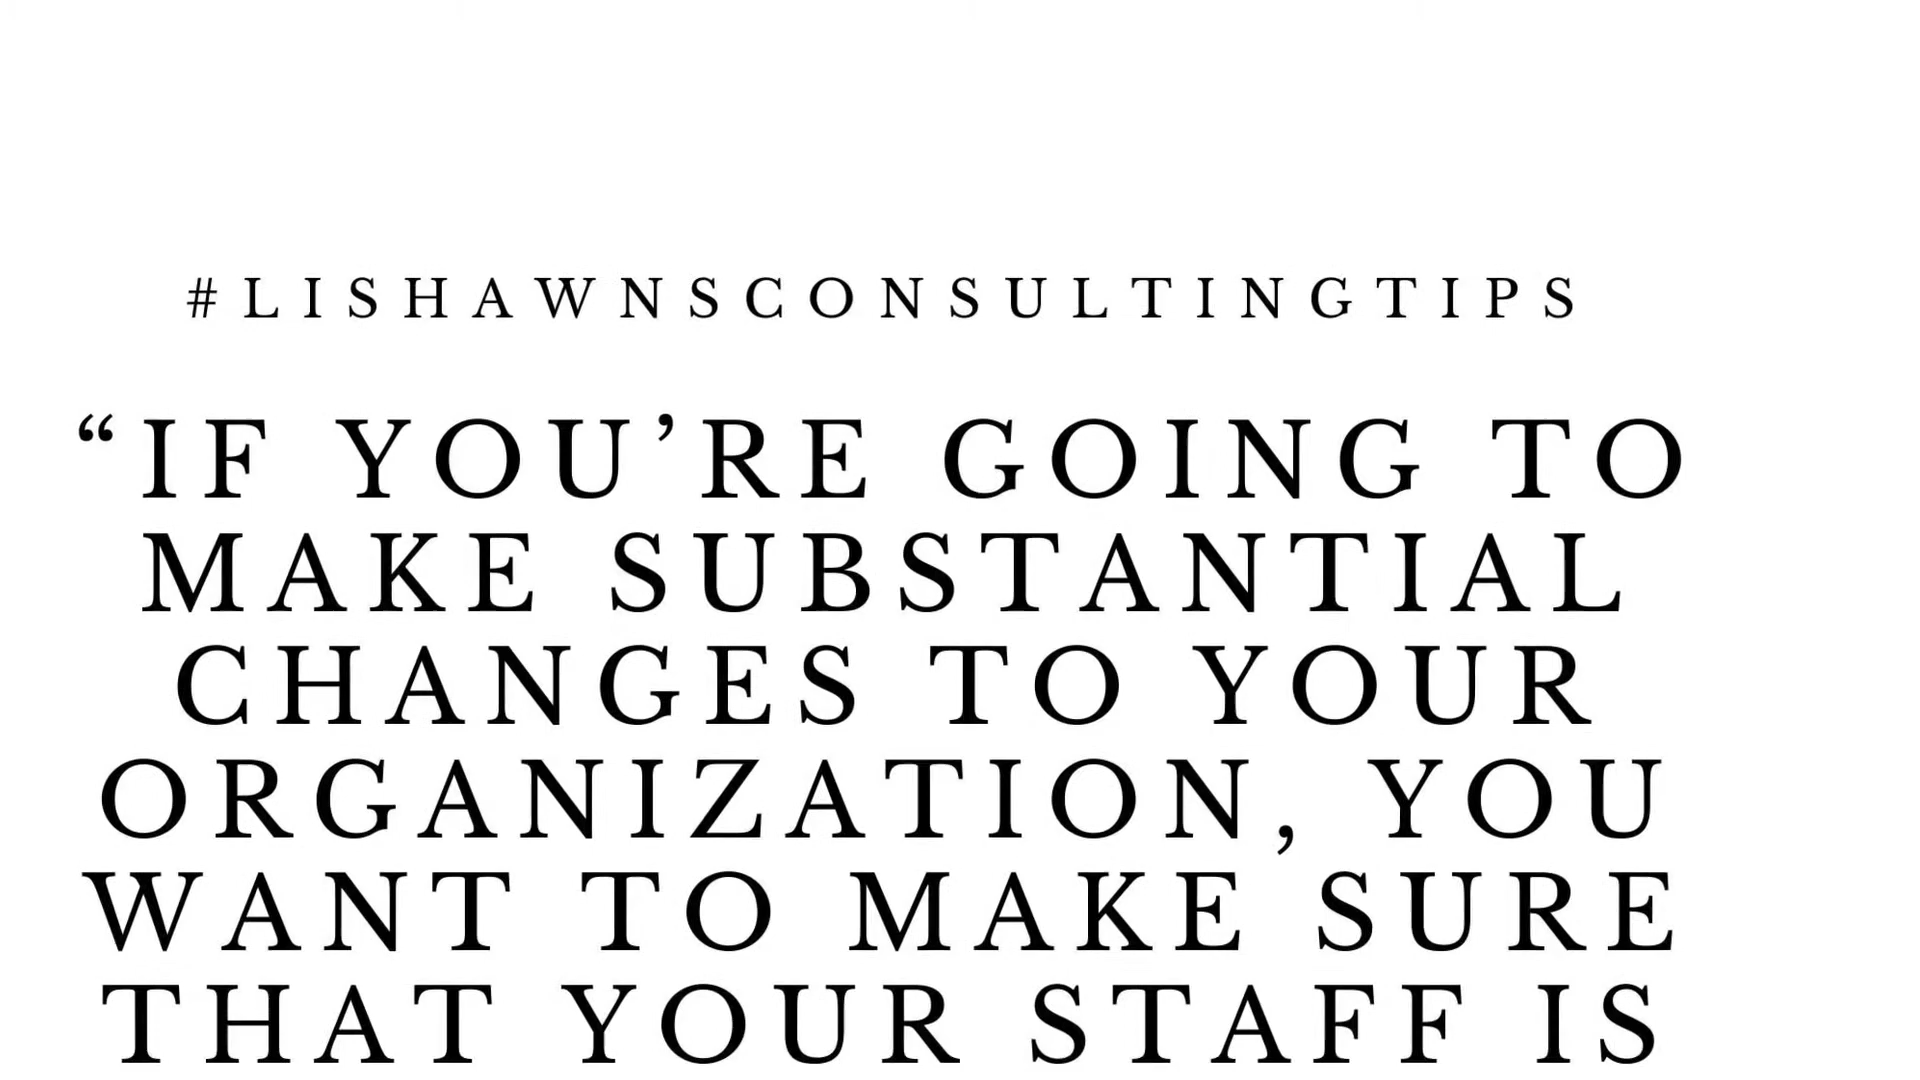 #LISHAWNSCONSULTINGTIPS
“IF YOU’RE GOING TO
MAKE SUBSTANTIAL
CHANGES TO YOUR
ORGANIZATION, YOU
WANT TO MAKE SURE
THAT YOUR STAFF IS